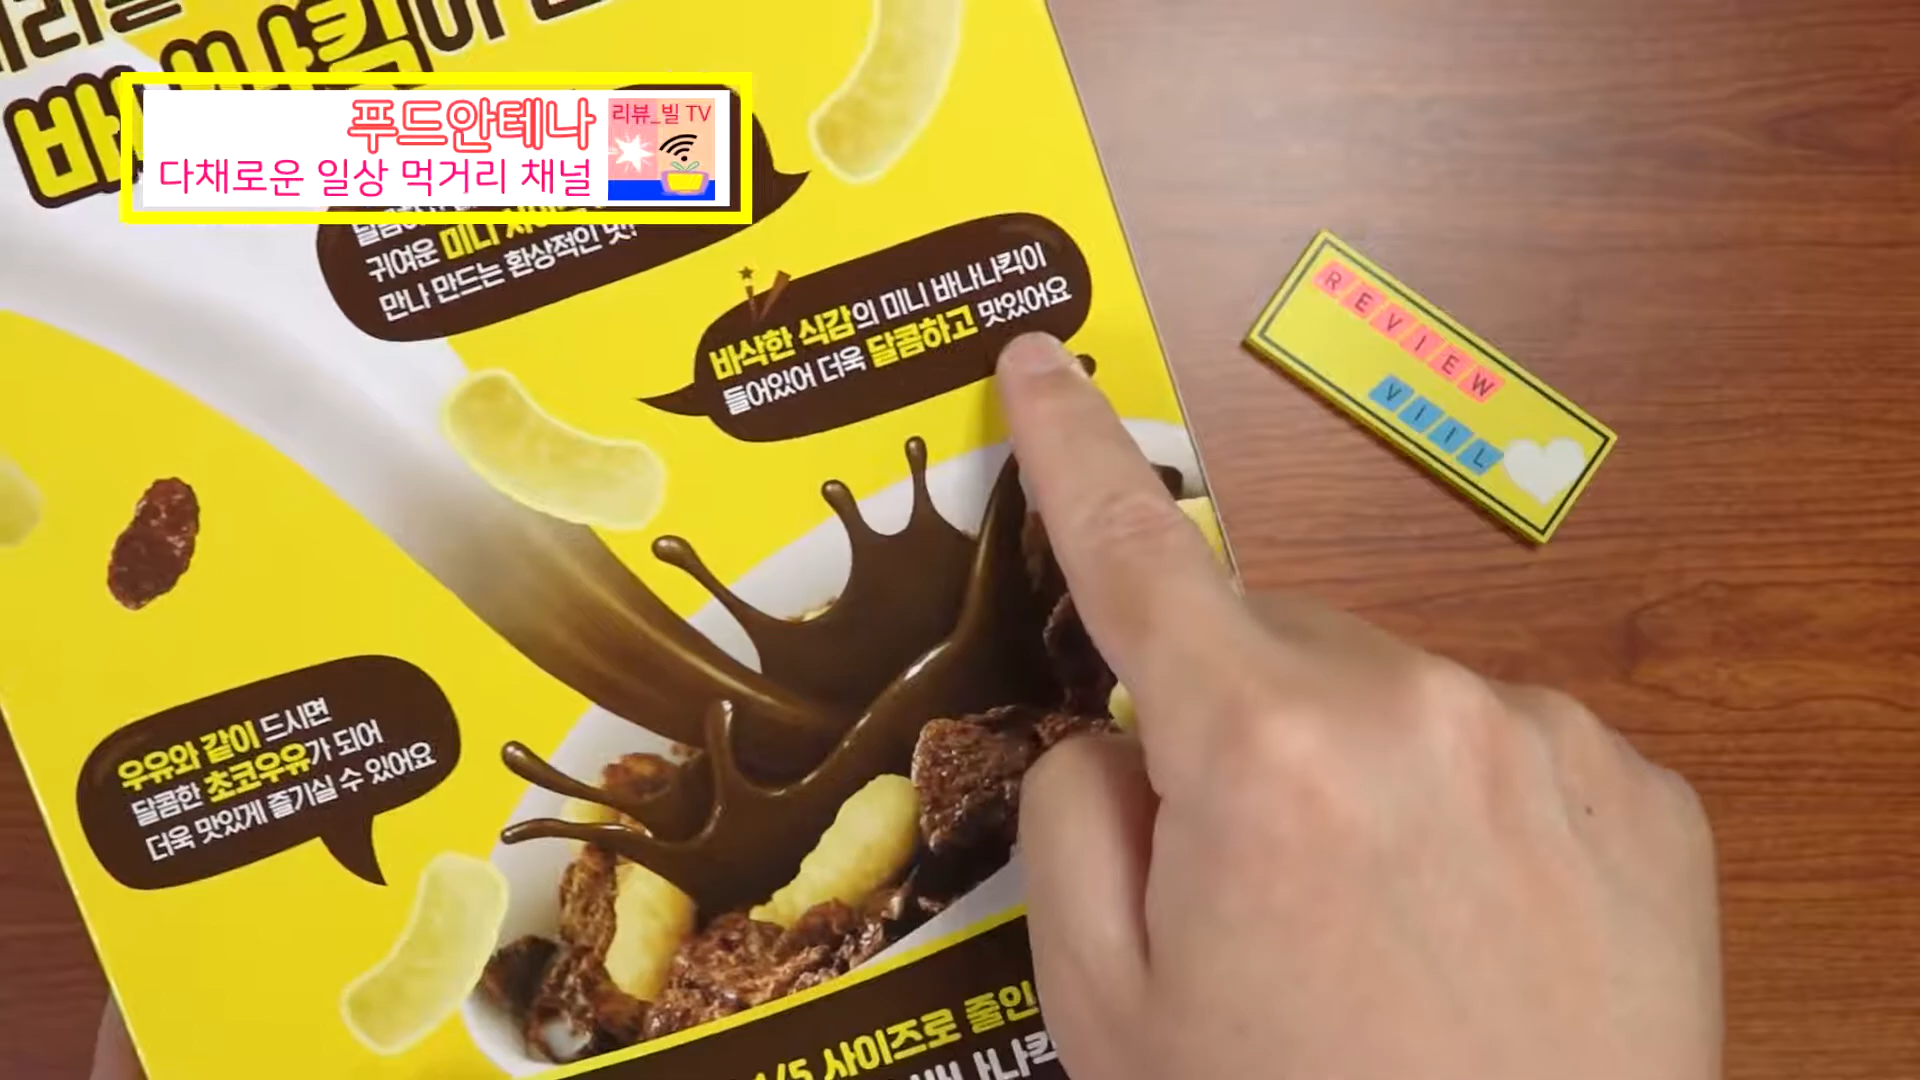 푸드안테나
다채로운 일상 먹거리 채널
리뷰_빌 TV
귀여운 미니
만나 만드는 환상적인 맛!
바삭한 식감의 미니 바나나킥이
들어있어 더욱 달콤하고 맛있어요
REVIEW
VIIL
우유와 같이 드시면
달콤한 초코우유가 되어
더욱 맛있게 즐기실 수 있어요
1/5 사이즈로 줄인